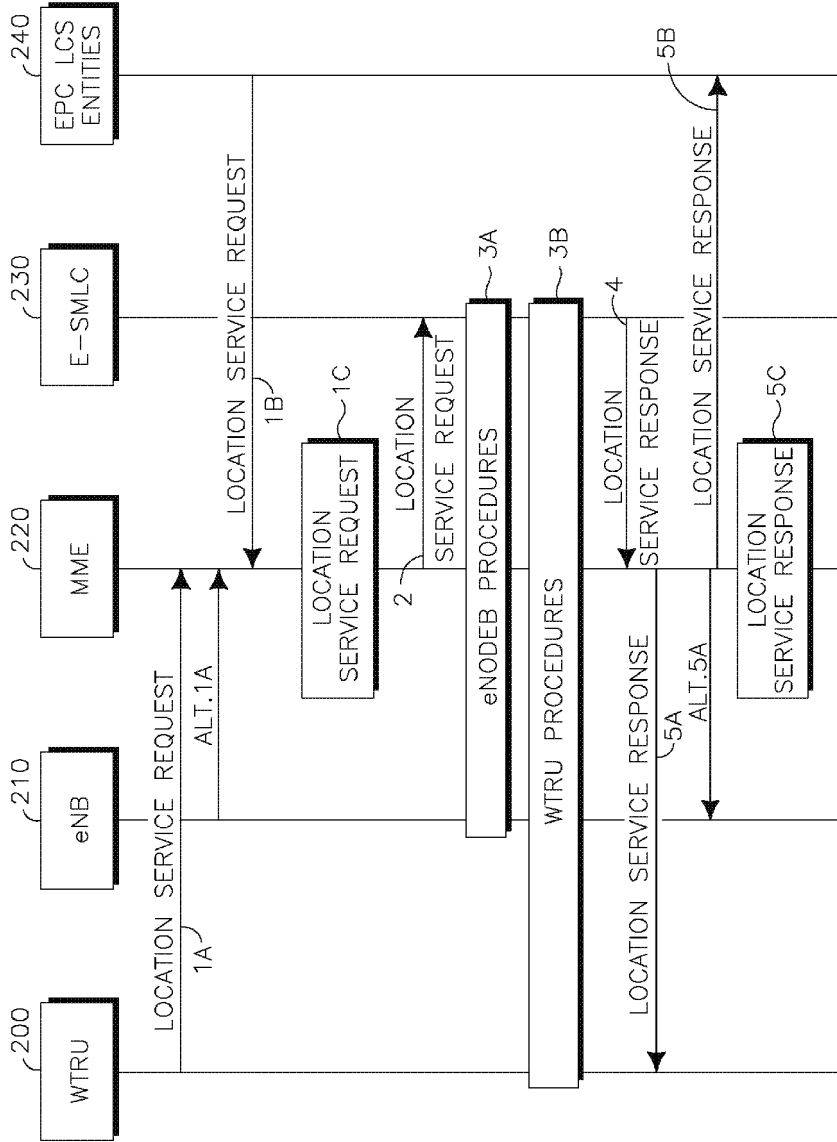 200
WTRU
210
eNB
220
MME
230
E-SMLC
240
EPC LCS
ENTITIES
LOCATION SERVICE REQUEST
1A
ALT.1A
LOCATION SERVICE REQUEST
1B
LOCATION
SERVICE REQUEST
1C
LOCATION
SERVICE REQUEST
2
eNODEB PROCEDURES
3A
WTRU PROCEDURES
3B
LOCATION
SERVICE RESPONSE
4
LOCATION SERVICE RESPONSE
5A
ALT.5A
LOCATION SERVICE RESPONSE
5B
LOCATION
SERVICE RESPONSE
5C